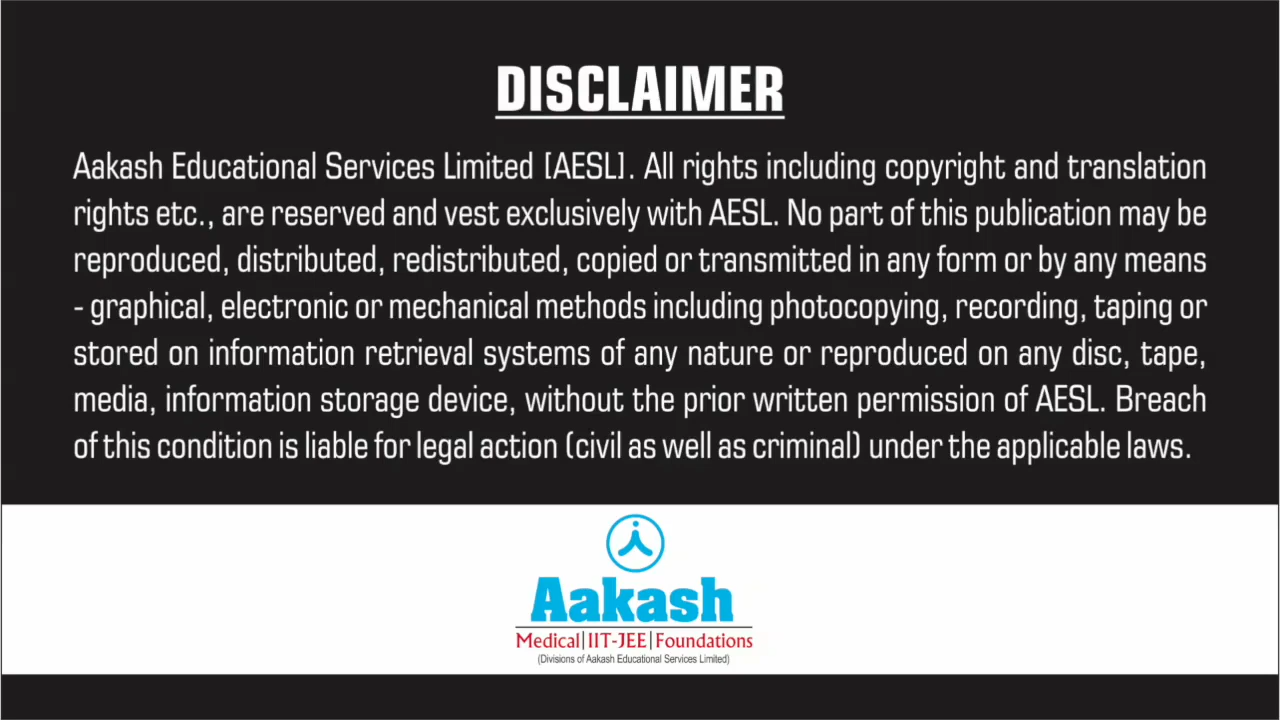 DISCLAIMER
Aakash Educational Services Limited [AESL]. All rights including copyright and translation
rights etc., are reserved and vest exclusively with AESL. No part of this publication may be
reproduced, distributed, redistributed, copied or transmitted in any form or by any means
- graphical, electronic or mechanical methods including photocopying, recording, taping or
stored on information retrieval systems of any nature or reproduced on any disc, tape,
media, information storage device, without the prior written permission of AESL. Breach
of this condition is liable for legal action (civil as well as criminal) under the applicable laws.
Aakash
Medical|IIT-JEE|Foundations
(Divisions of Aakash Educational Services Limited)